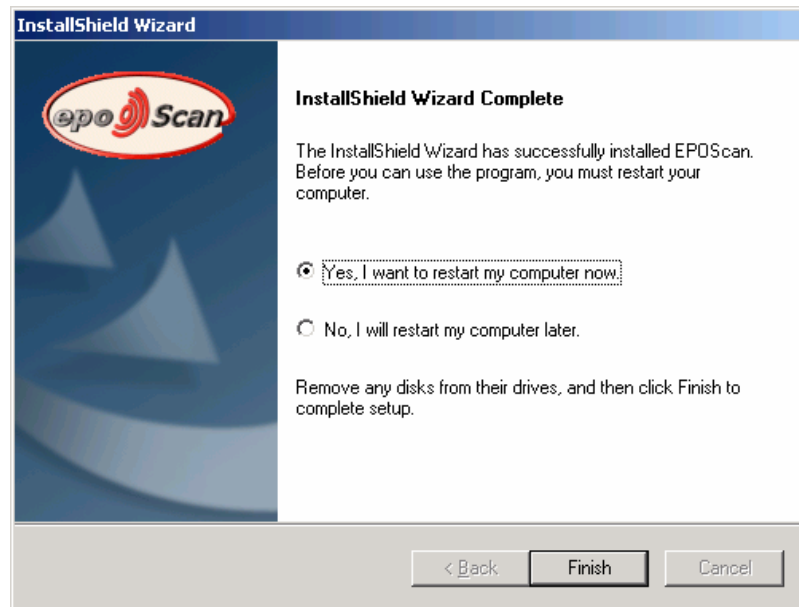 InstallShield Wizard
epo Scan
InstallShield Wizard Complete
The InstallShield Wizard has successfully installed EPOScan.
Before you can use the program, you must restart your
computer.
Yes, I want to restart my computer now.
No, I will restart my computer later.
Remove any disks from their drives, and then click Finish to
complete setup.
< Back
Finish
Cancel